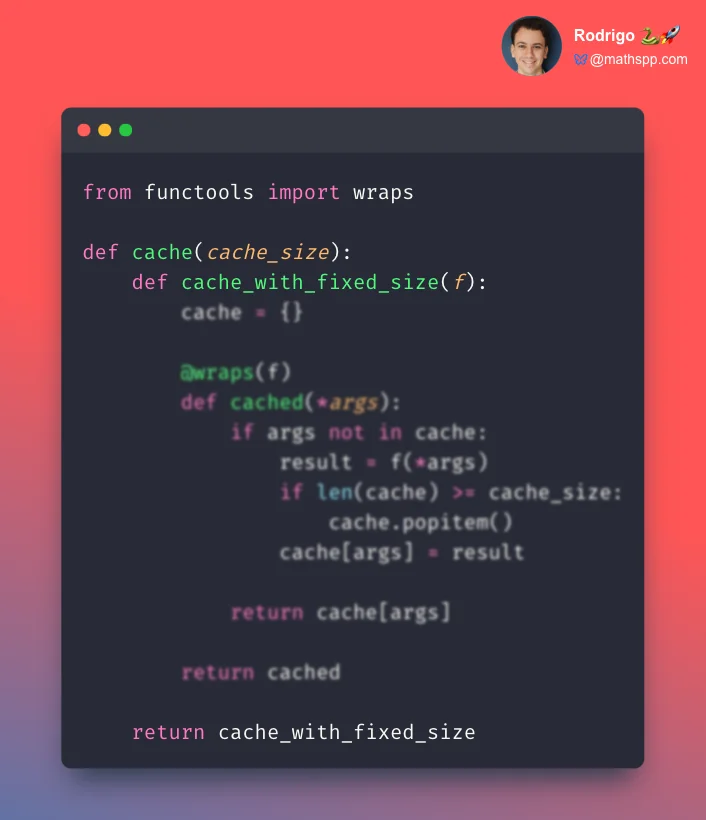 Rodrigo 🐍🚀
@mathspp.com
from functools import wraps
def cache(cache_size):
    def cache_with_fixed_size(f):
        cache = {}
        @wraps(f)
        def cached(*args):
            if args not in cache:
                result = f(*args)
                if len(cache) >= cache_size:
                    cache.popitem()
                cache[args] = result
            return cache[args]
        return cached
    return cache_with_fixed_size